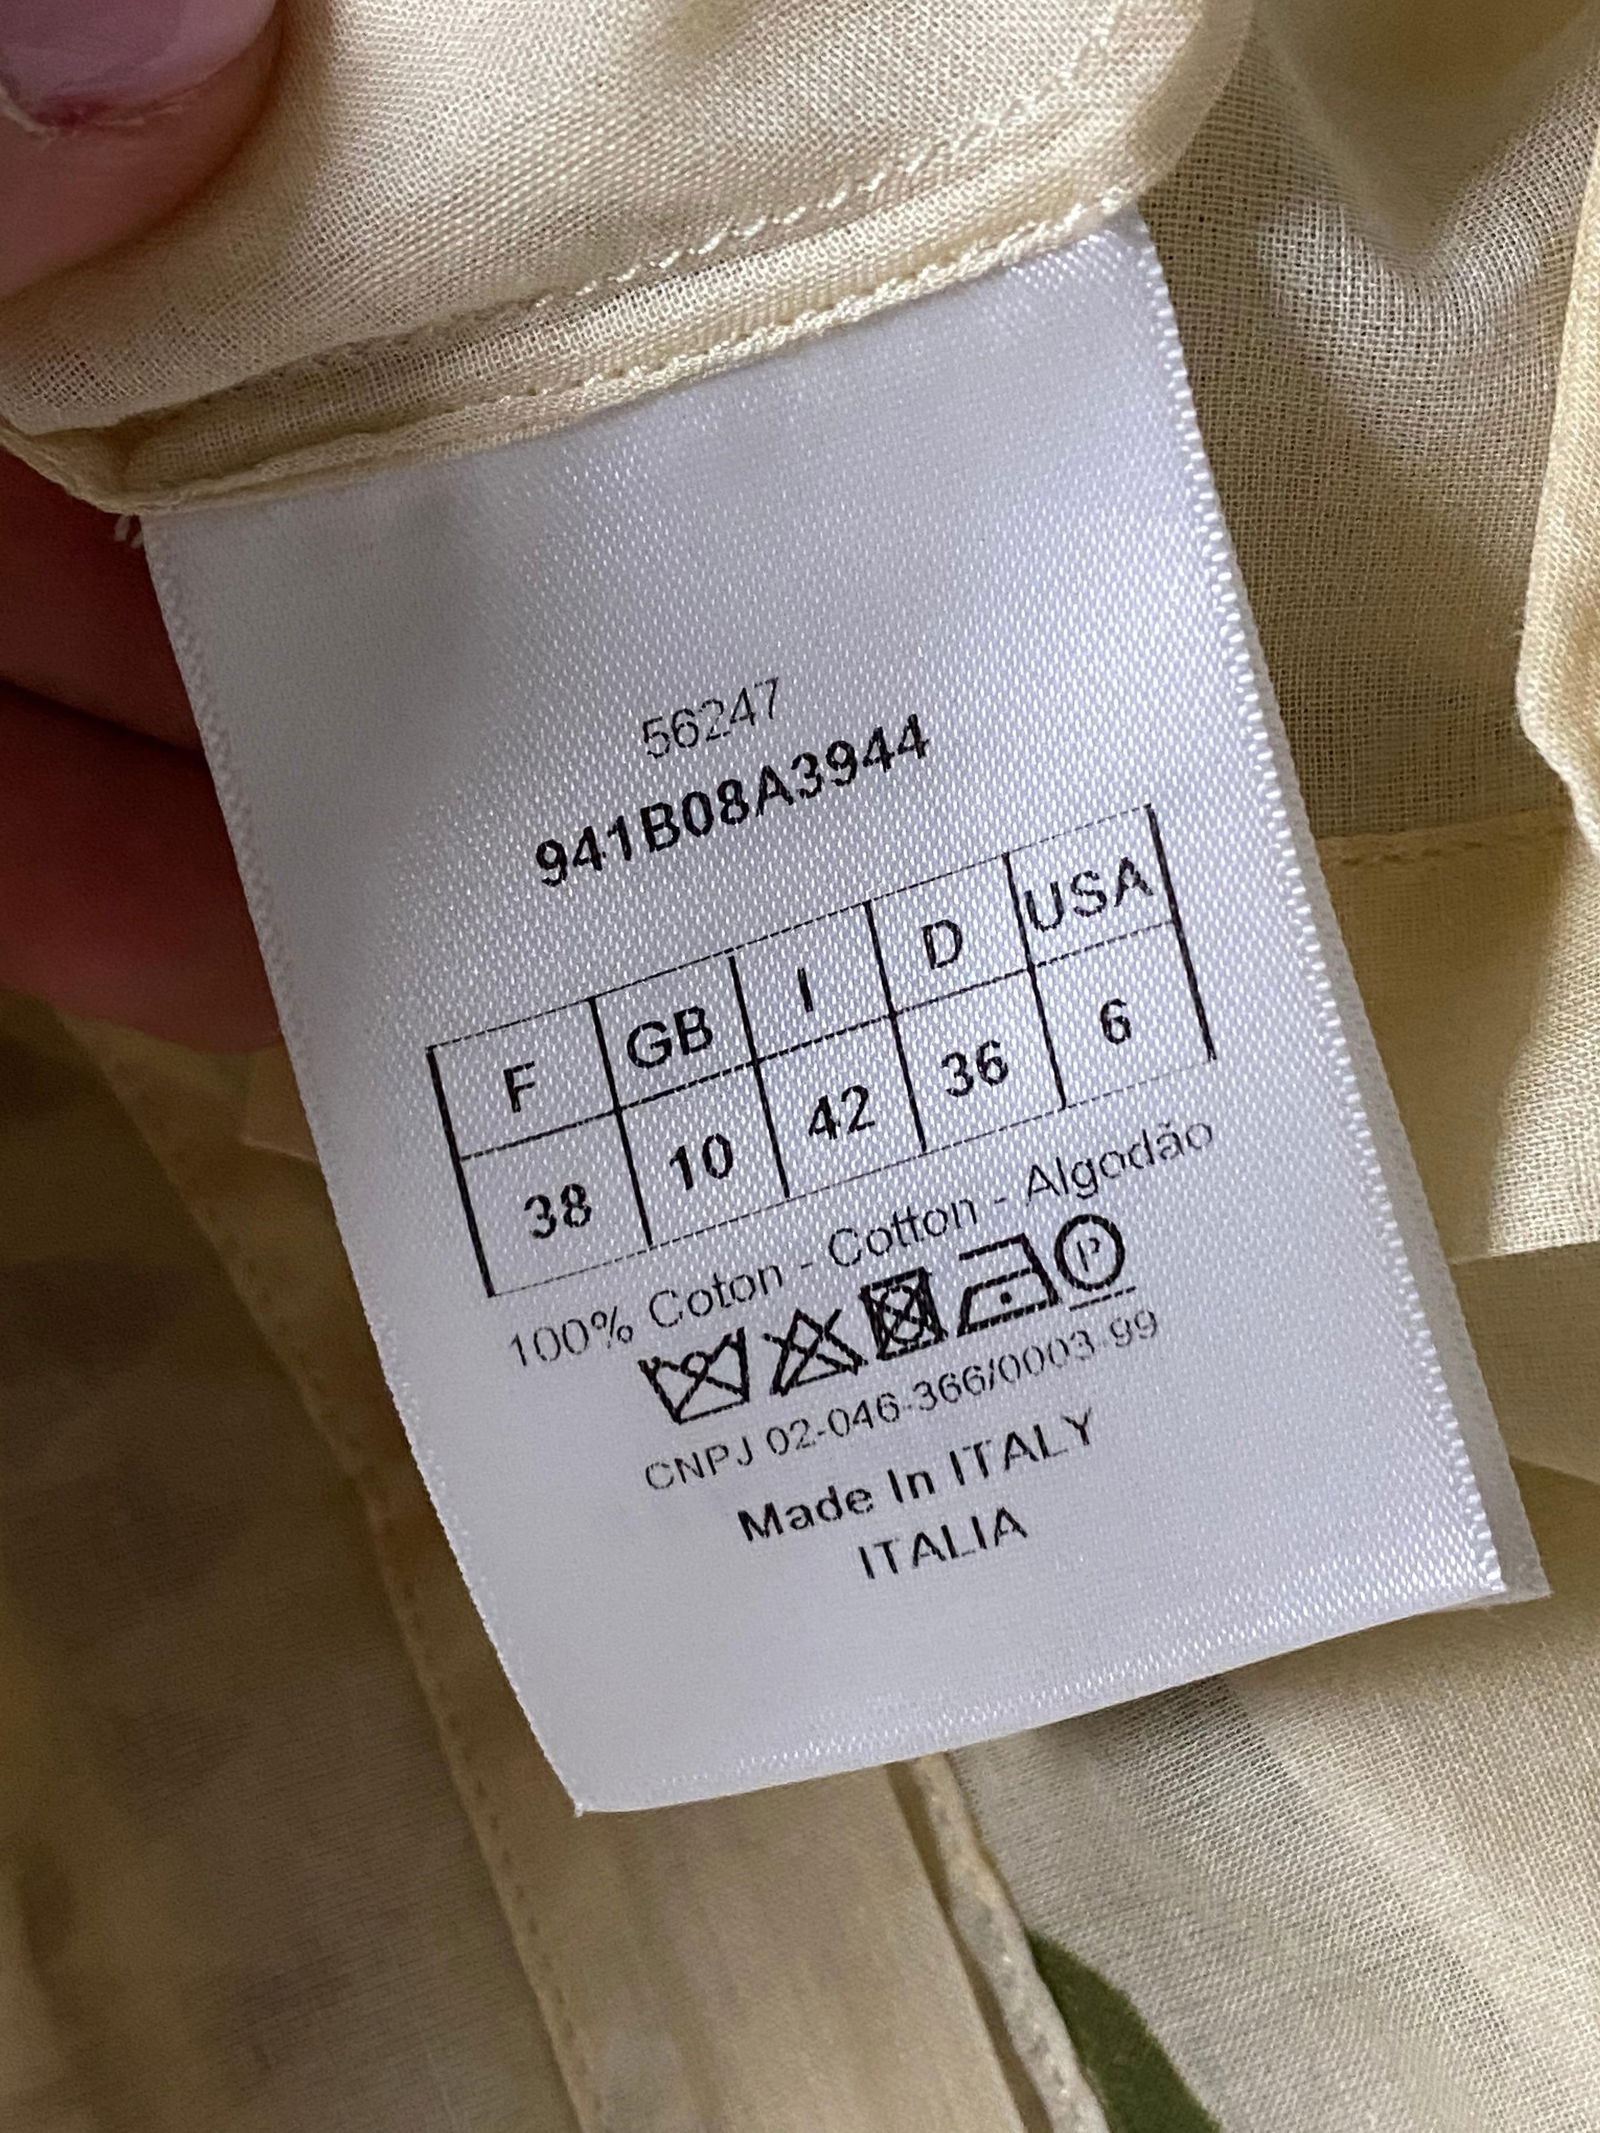 56247
941B08A3944
F GB I D USA
38 10 42 36 6
100% Coton - Cotton - Algodão
P
CNPJ 02-046-366/0003-99
Made In ITALY
ITALIA